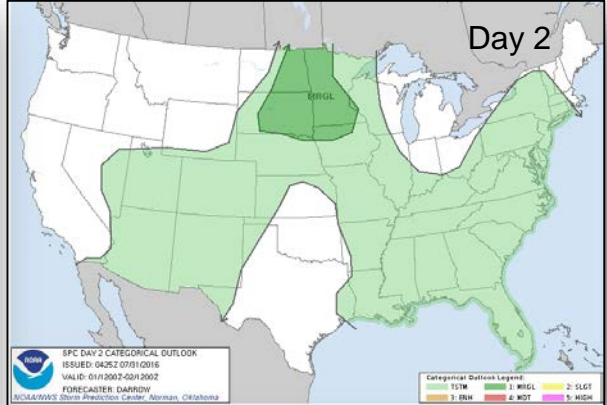 Day 2
MRGL
NOAA
SPC DAY 2 CATEGORICAL OUTLOOK
ISSUED: 0425Z 07/31/2016
VALID: 01/1200Z-02/1200Z
FORECASTER: DARROW
NOAA/NWS Storm Prediction Center, Norman, Oklahoma
Categorical Outlook Legend:
TSTM 1: MRGL 2: SLGT
3: ENH 4: MDT 5: HIGH